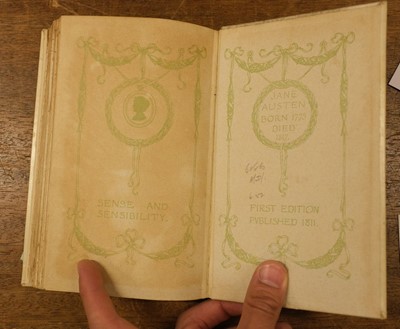 SENSE AND
SENSIBILITY.
JANE
AUSTEN
BORN 1775
DIED
1817
FIRST EDITION
PUBLISHED 1811.